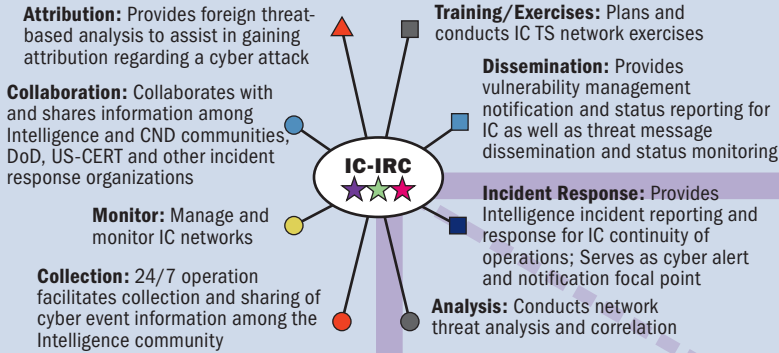 Attribution: Provides foreign threat-
based analysis to assist in gaining
attribution regarding a cyber attack
Collaboration: Collaborates with
and shares information among
Intelligence and CND communities,
DoD, US-CERT and other incident
response organizations
Monitor: Manage and
monitor IC networks
Collection: 24/7 operation
facilitates collection and sharing of
cyber event information among the
Intelligence community
IC-IRC
Training/Exercises: Plans and
conducts IC TS network exercises
Dissemination: Provides
vulnerability management
notification and status reporting for
IC as well as threat message
dissemination and status monitoring
Incident Response: Provides
Intelligence incident reporting and
response for IC continuity of
operations; Serves as cyber alert
and notification focal point
Analysis: Conducts network
threat analysis and correlation